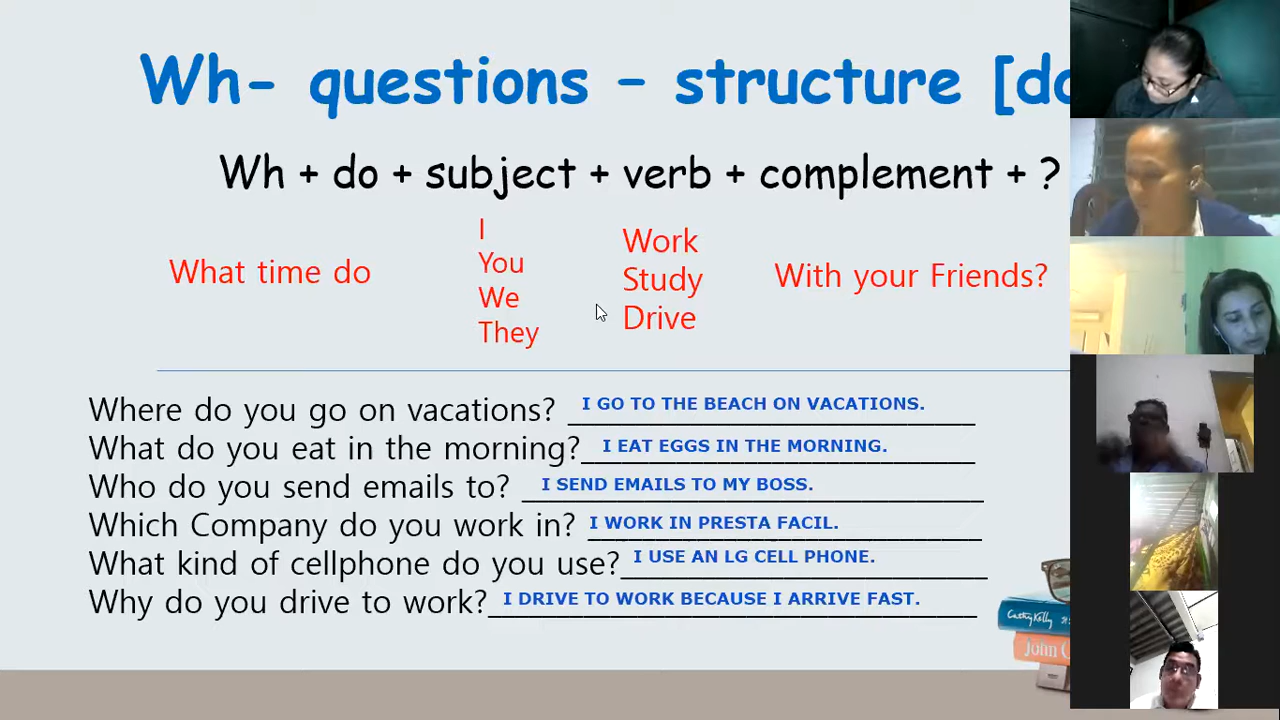 Wh- questions – structure [do
Wh + do + subject + verb + complement + ?
What time do
I
You
We
They
Work
Study
Drive
With your Friends?
Where do you go on vacations? I GO TO THE BEACH ON VACATIONS.
What do you eat in the morning? I EAT EGGS IN THE MORNING.
Who do you send emails to? I SEND EMAILS TO MY BOSS.
Which Company do you work in? I WORK IN PRESTA FACIL.
What kind of cellphone do you use? I USE AN LG CELL PHONE.
Why do you drive to work? I DRIVE TO WORK BECAUSE I ARRIVE FAST.
Cathy Kelly
John